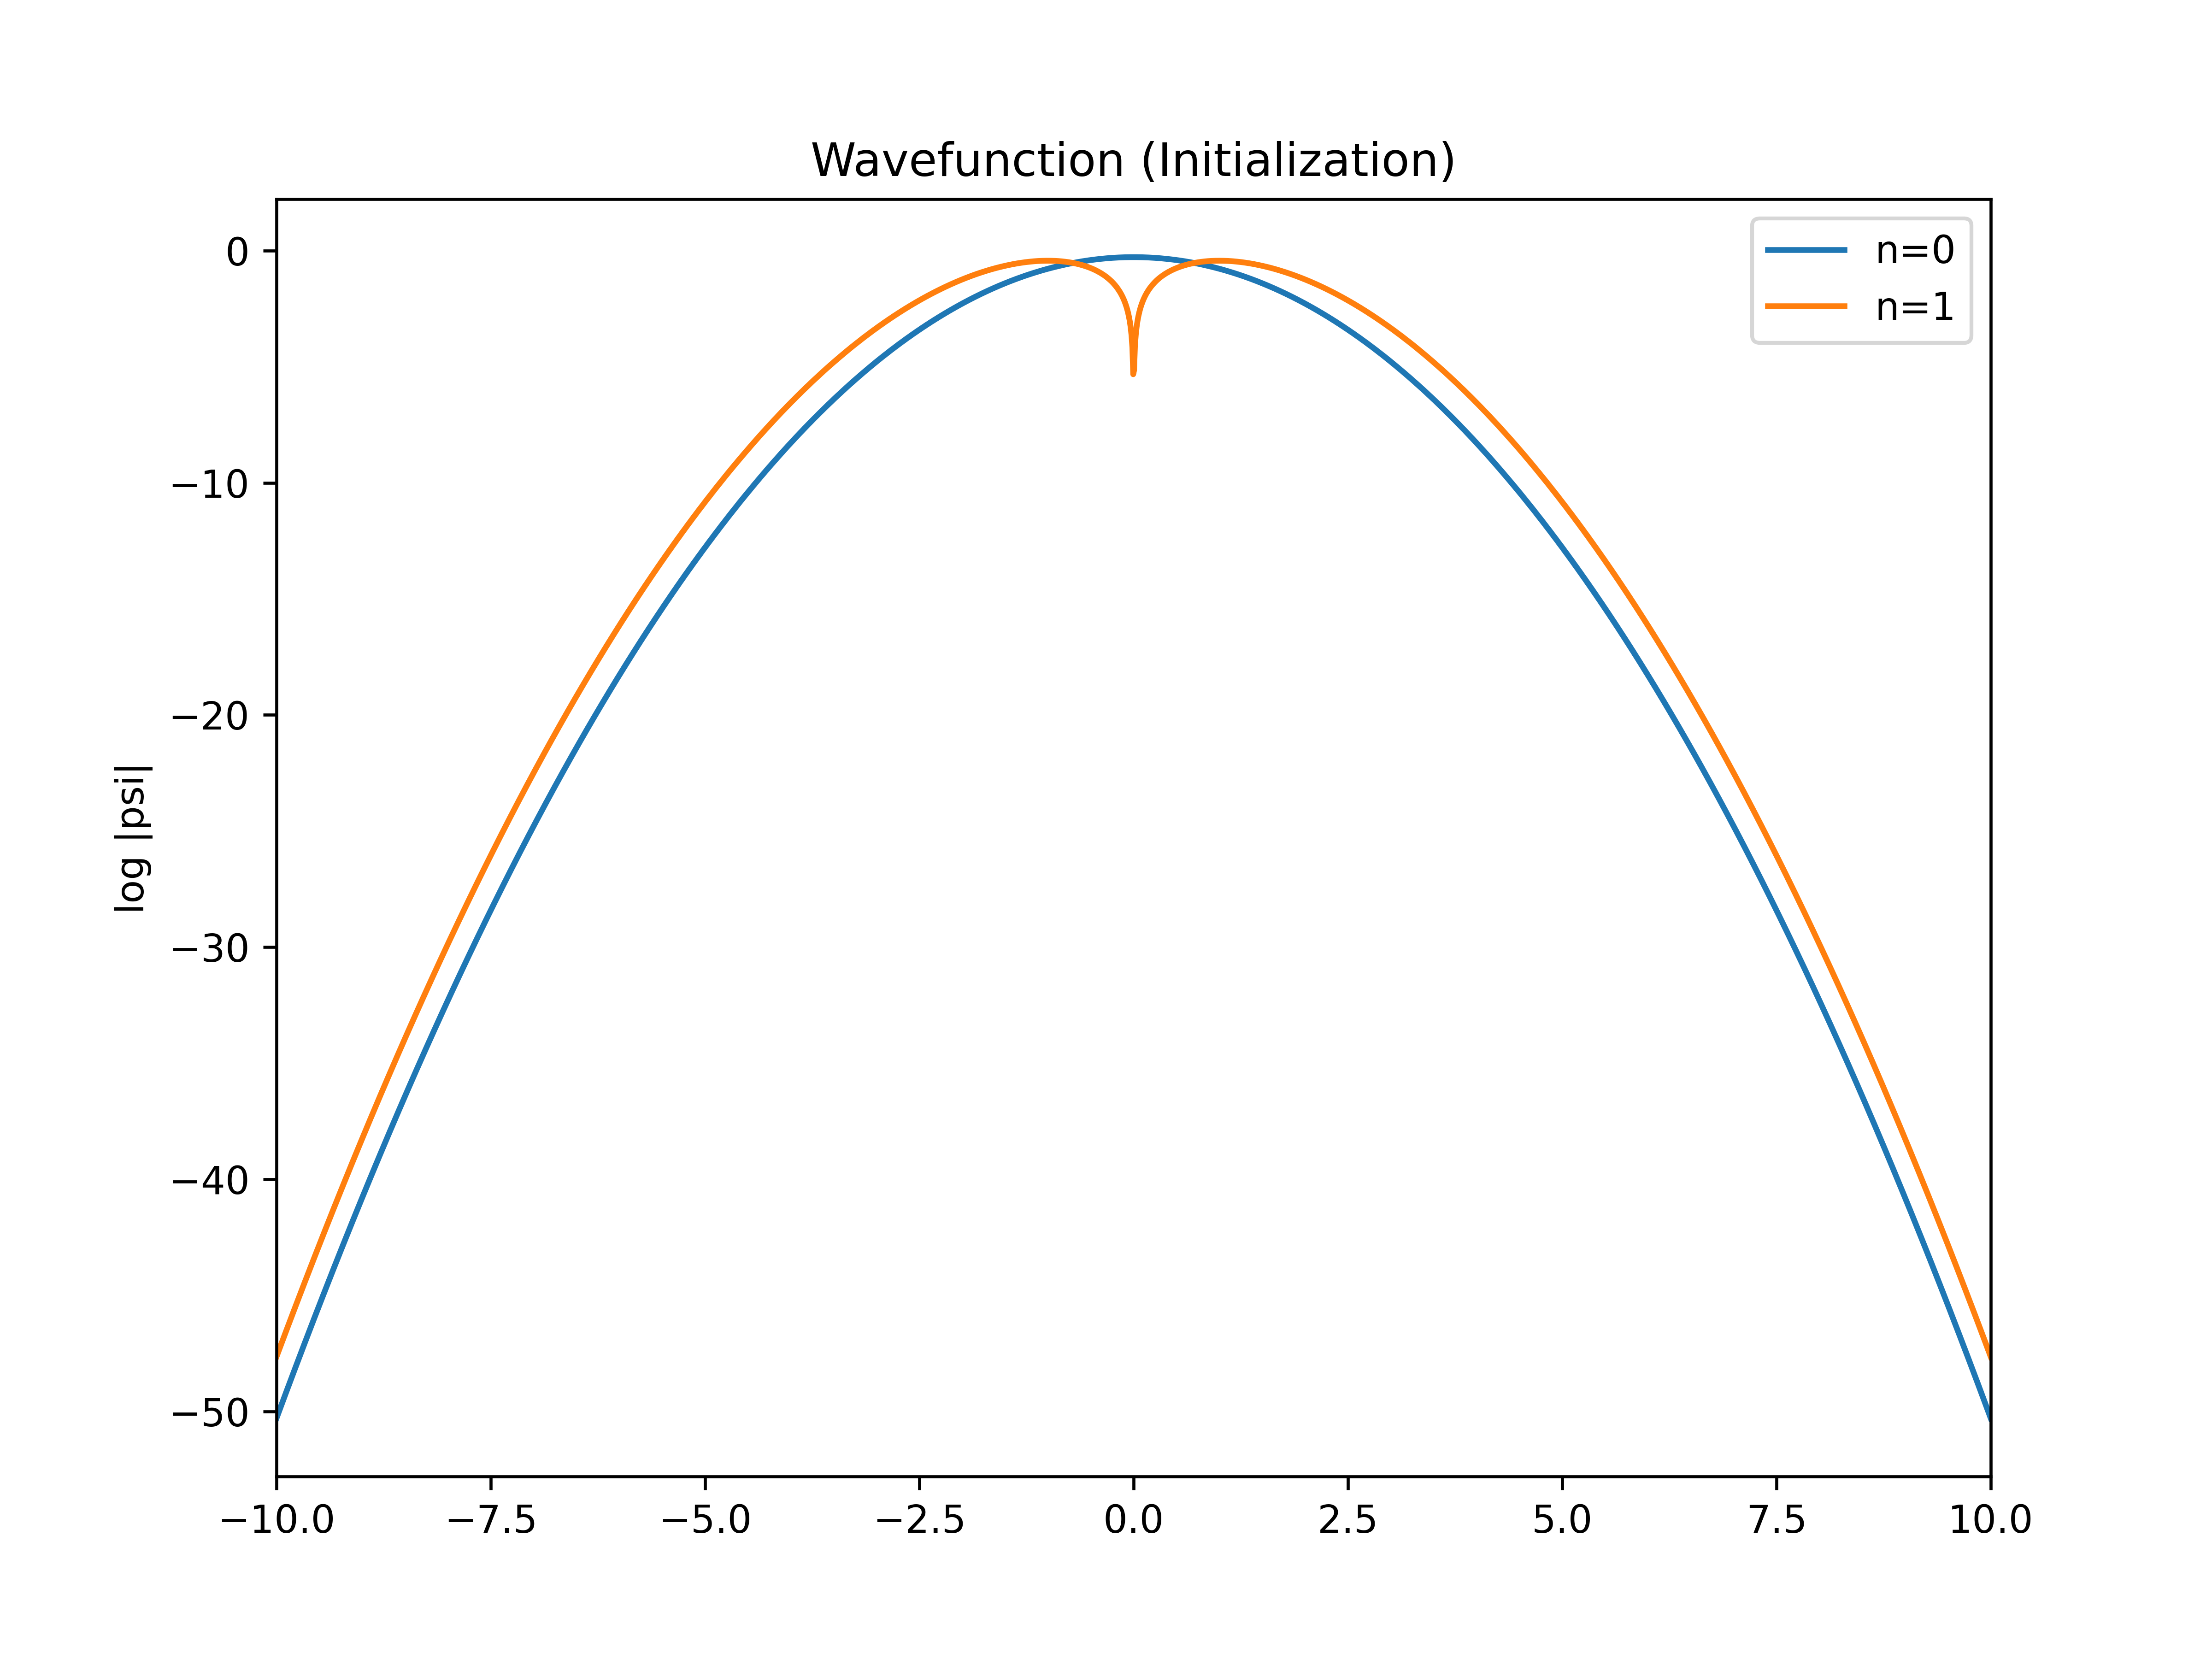 Wavefunction (Initialization)
n=0
n=1
log |psi|
0
−10
−20
−30
−40
−50
−10.0 −7.5 −5.0 −2.5 0.0 2.5 5.0 7.5 10.0